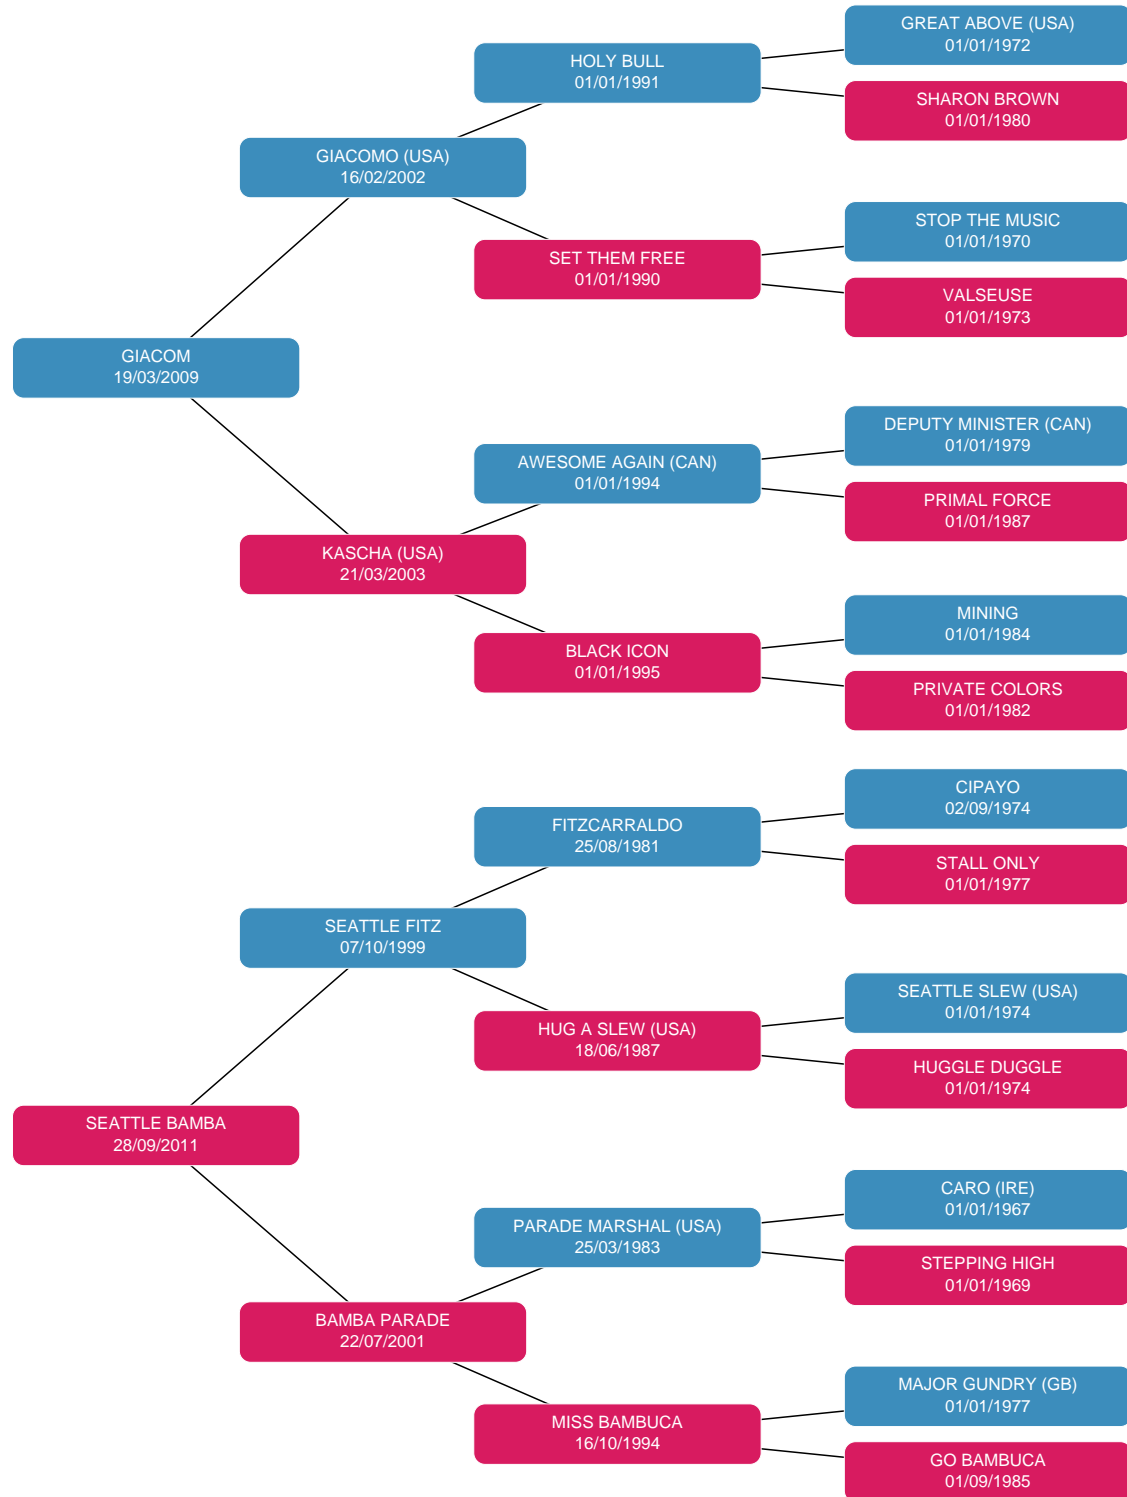 GREAT ABOVE (USA)
01/01/1972
HOLY BULL
01/01/1991
SHARON BROWN
01/01/1980
GIACOMO (USA)
16/02/2002
STOP THE MUSIC
01/01/1970
SET THEM FREE
01/01/1990
VALSEUSE
01/01/1973
GIACOM
19/03/2009
DEPUTY MINISTER (CAN)
01/01/1979
AWESOME AGAIN (CAN)
01/01/1994
PRIMAL FORCE
01/01/1987
KASCHA (USA)
21/03/2003
MINING
01/01/1984
BLACK ICON
01/01/1995
PRIVATE COLORS
01/01/1982
CIPAYO
02/09/1974
FITZCARRALDO
25/08/1981
STALL ONLY
01/01/1977
SEATTLE FITZ
07/10/1999
SEATTLE SLEW (USA)
01/01/1974
HUG A SLEW (USA)
18/06/1987
HUGGLE DUGGLE
01/01/1974
SEATTLE BAMBA
28/09/2011
CARO (IRE)
01/01/1967
PARADE MARSHAL (USA)
25/03/1983
STEPPING HIGH
01/01/1969
BAMBA PARADE
22/07/2001
MAJOR GUNDRY (GB)
01/01/1977
MISS BAMBUCA
16/10/1994
GO BAMBUCA
01/09/1985